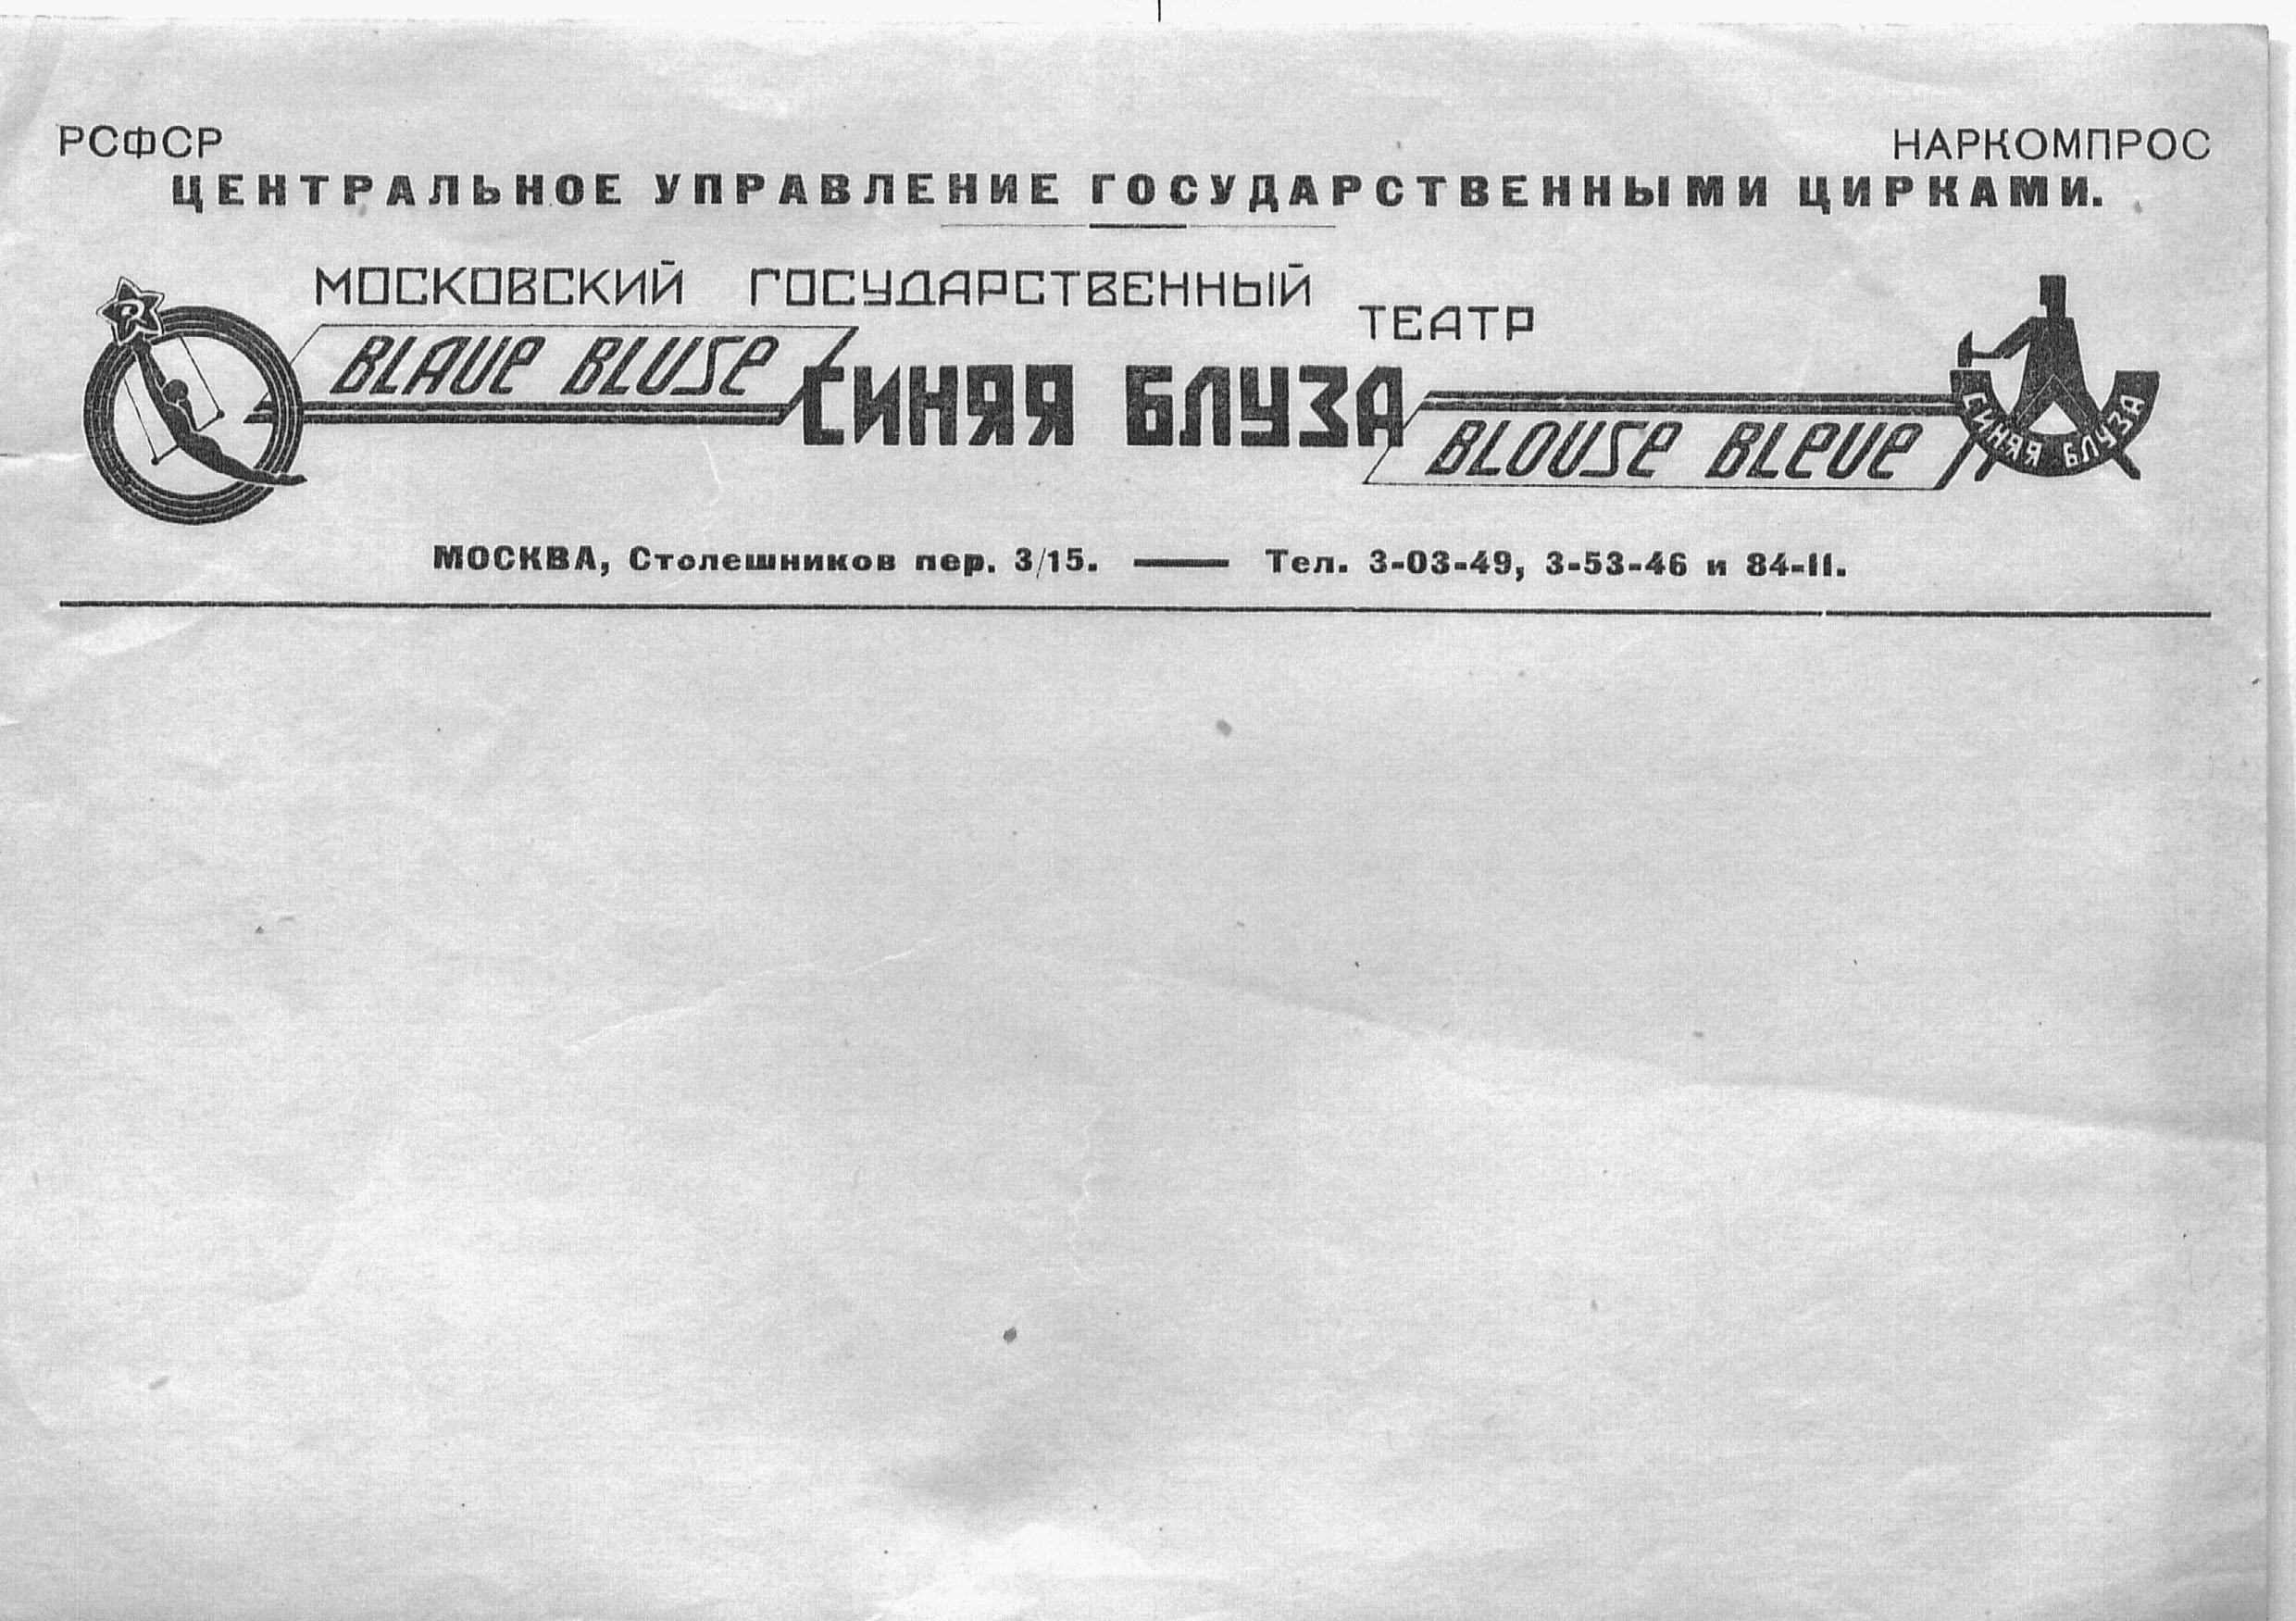 РСФСР НАРКОМПРОС
ЦЕНТРАЛЬНОЕ УПРАВЛЕНИЕ ГОСУДАРСТВЕННЫМИ ЦИРКАМИ.
МОСКОВСКИЙ ГОСУДАРСТВЕННЫЙ
ТЕАТР
BLAUE BLUSE
СИНЯЯ БЛУЗА
BLOUSE BLEUE
СИНЯЯ БЛУЗА
МОСКВА, Столешников пер. 3/15. — Тел. 3-03-49, 3-53-46 и 84-11.